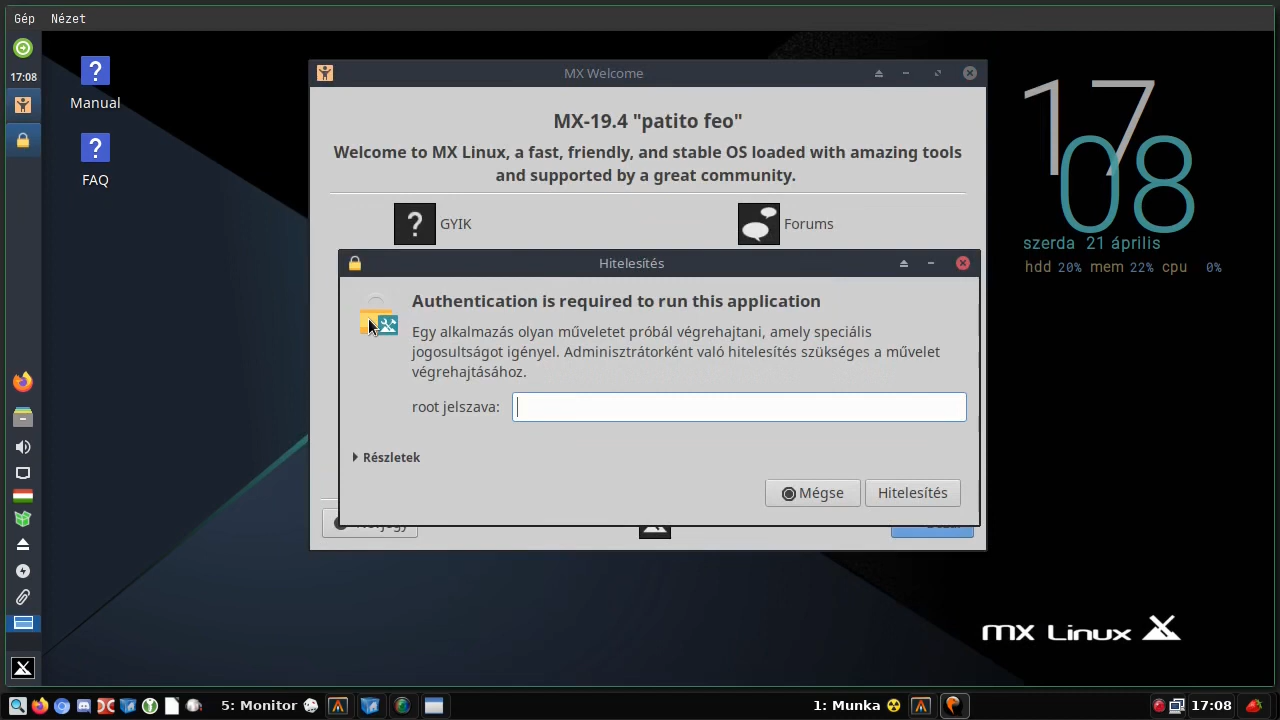 Gép Nézet
17:08
Manual
FAQ
MX Welcome
MX-19.4 "patito feo"
Welcome to MX Linux, a fast, friendly, and stable OS loaded with amazing tools
and supported by a great community.
GYIK
Forums
Hitelesítés
Authentication is required to run this application
Egy alkalmazás olyan műveletet próbál végrehajtani, amely speciális
jogosultságot igényel. Adminisztrátorként való hitelesítés szükséges a művelet
végrehajtásához.
root jelszava:
Részletek
Mégse
Hitelesítés
17
08
szerda 21 április
hdd 20% mem 22% cpu 0%
MX Linux
5: Monitor
1: Munka
17:08